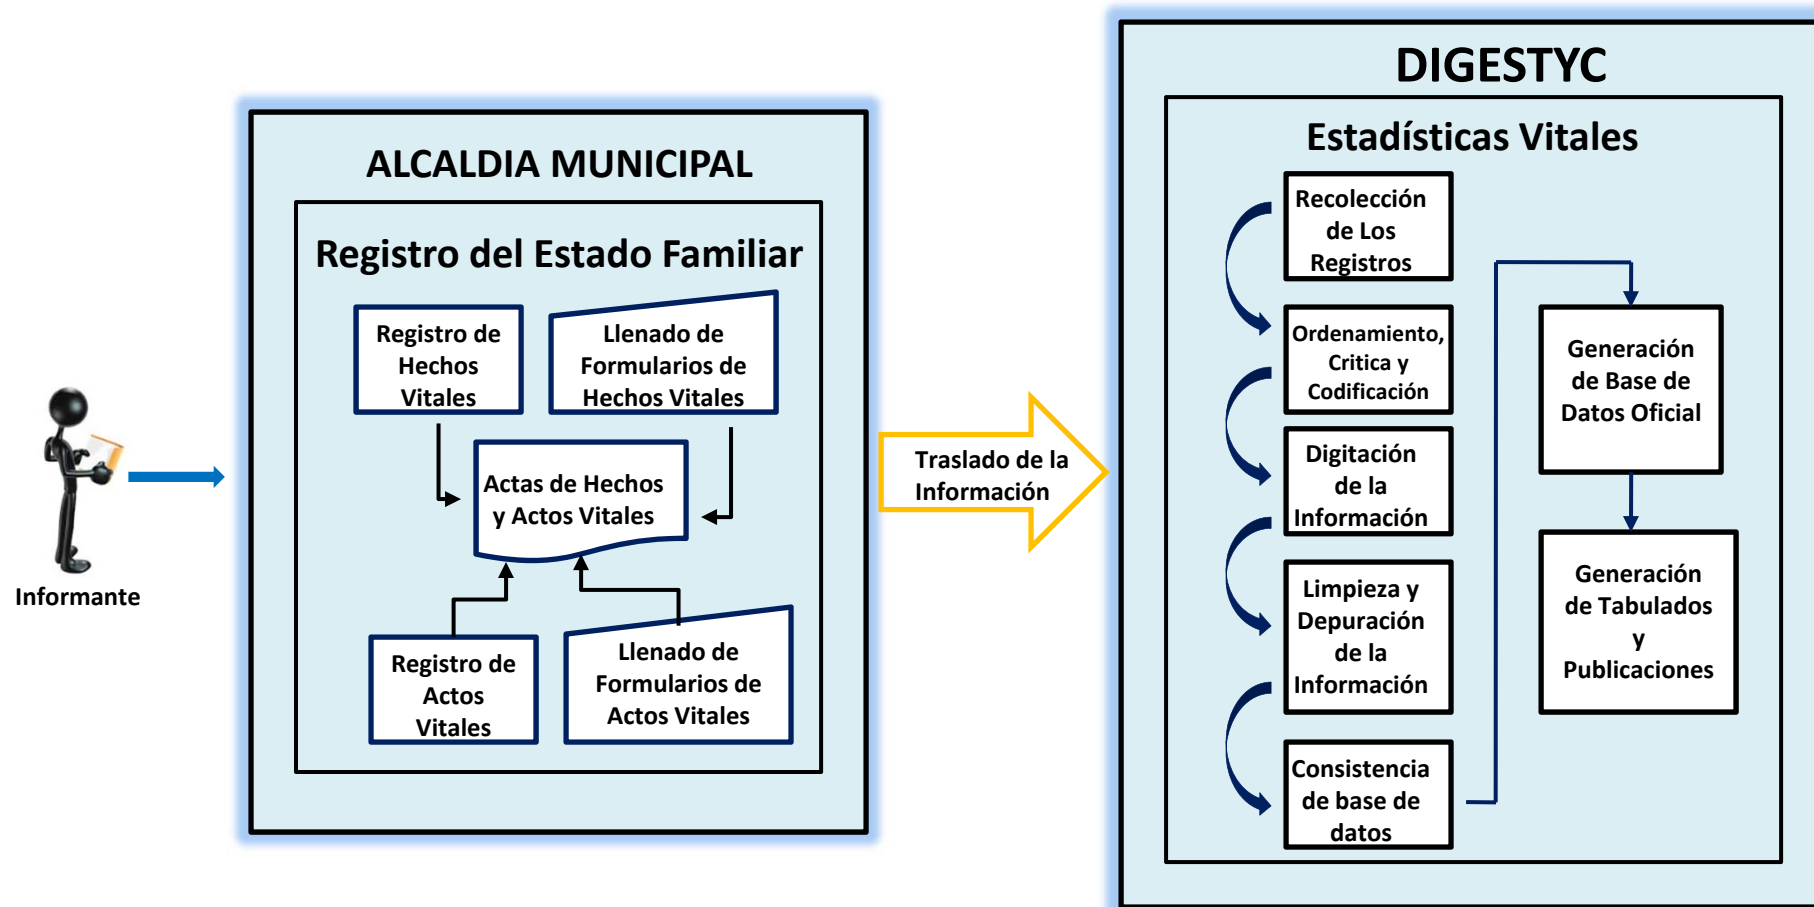 Informante
ALCALDIA MUNICIPAL
Registro del Estado Familiar
Registro de
Hechos
Vitales
Llenado de
Formularios de
Hechos Vitales
Actas de Hechos
y Actos Vitales
Registro de
Actos
Vitales
Llenado de
Formularios de
Actos Vitales
Traslado de la
Información
DIGESTYC
Estadísticas Vitales
Recolección
de Los
Registros
Ordenamiento,
Critica y
Codificación
Digitación
de la
Información
Limpieza y
Depuración
de la
Información
Consistencia
de base de
datos
Generación
de Base de
Datos Oficial
Generación
de Tabulados
y
Publicaciones